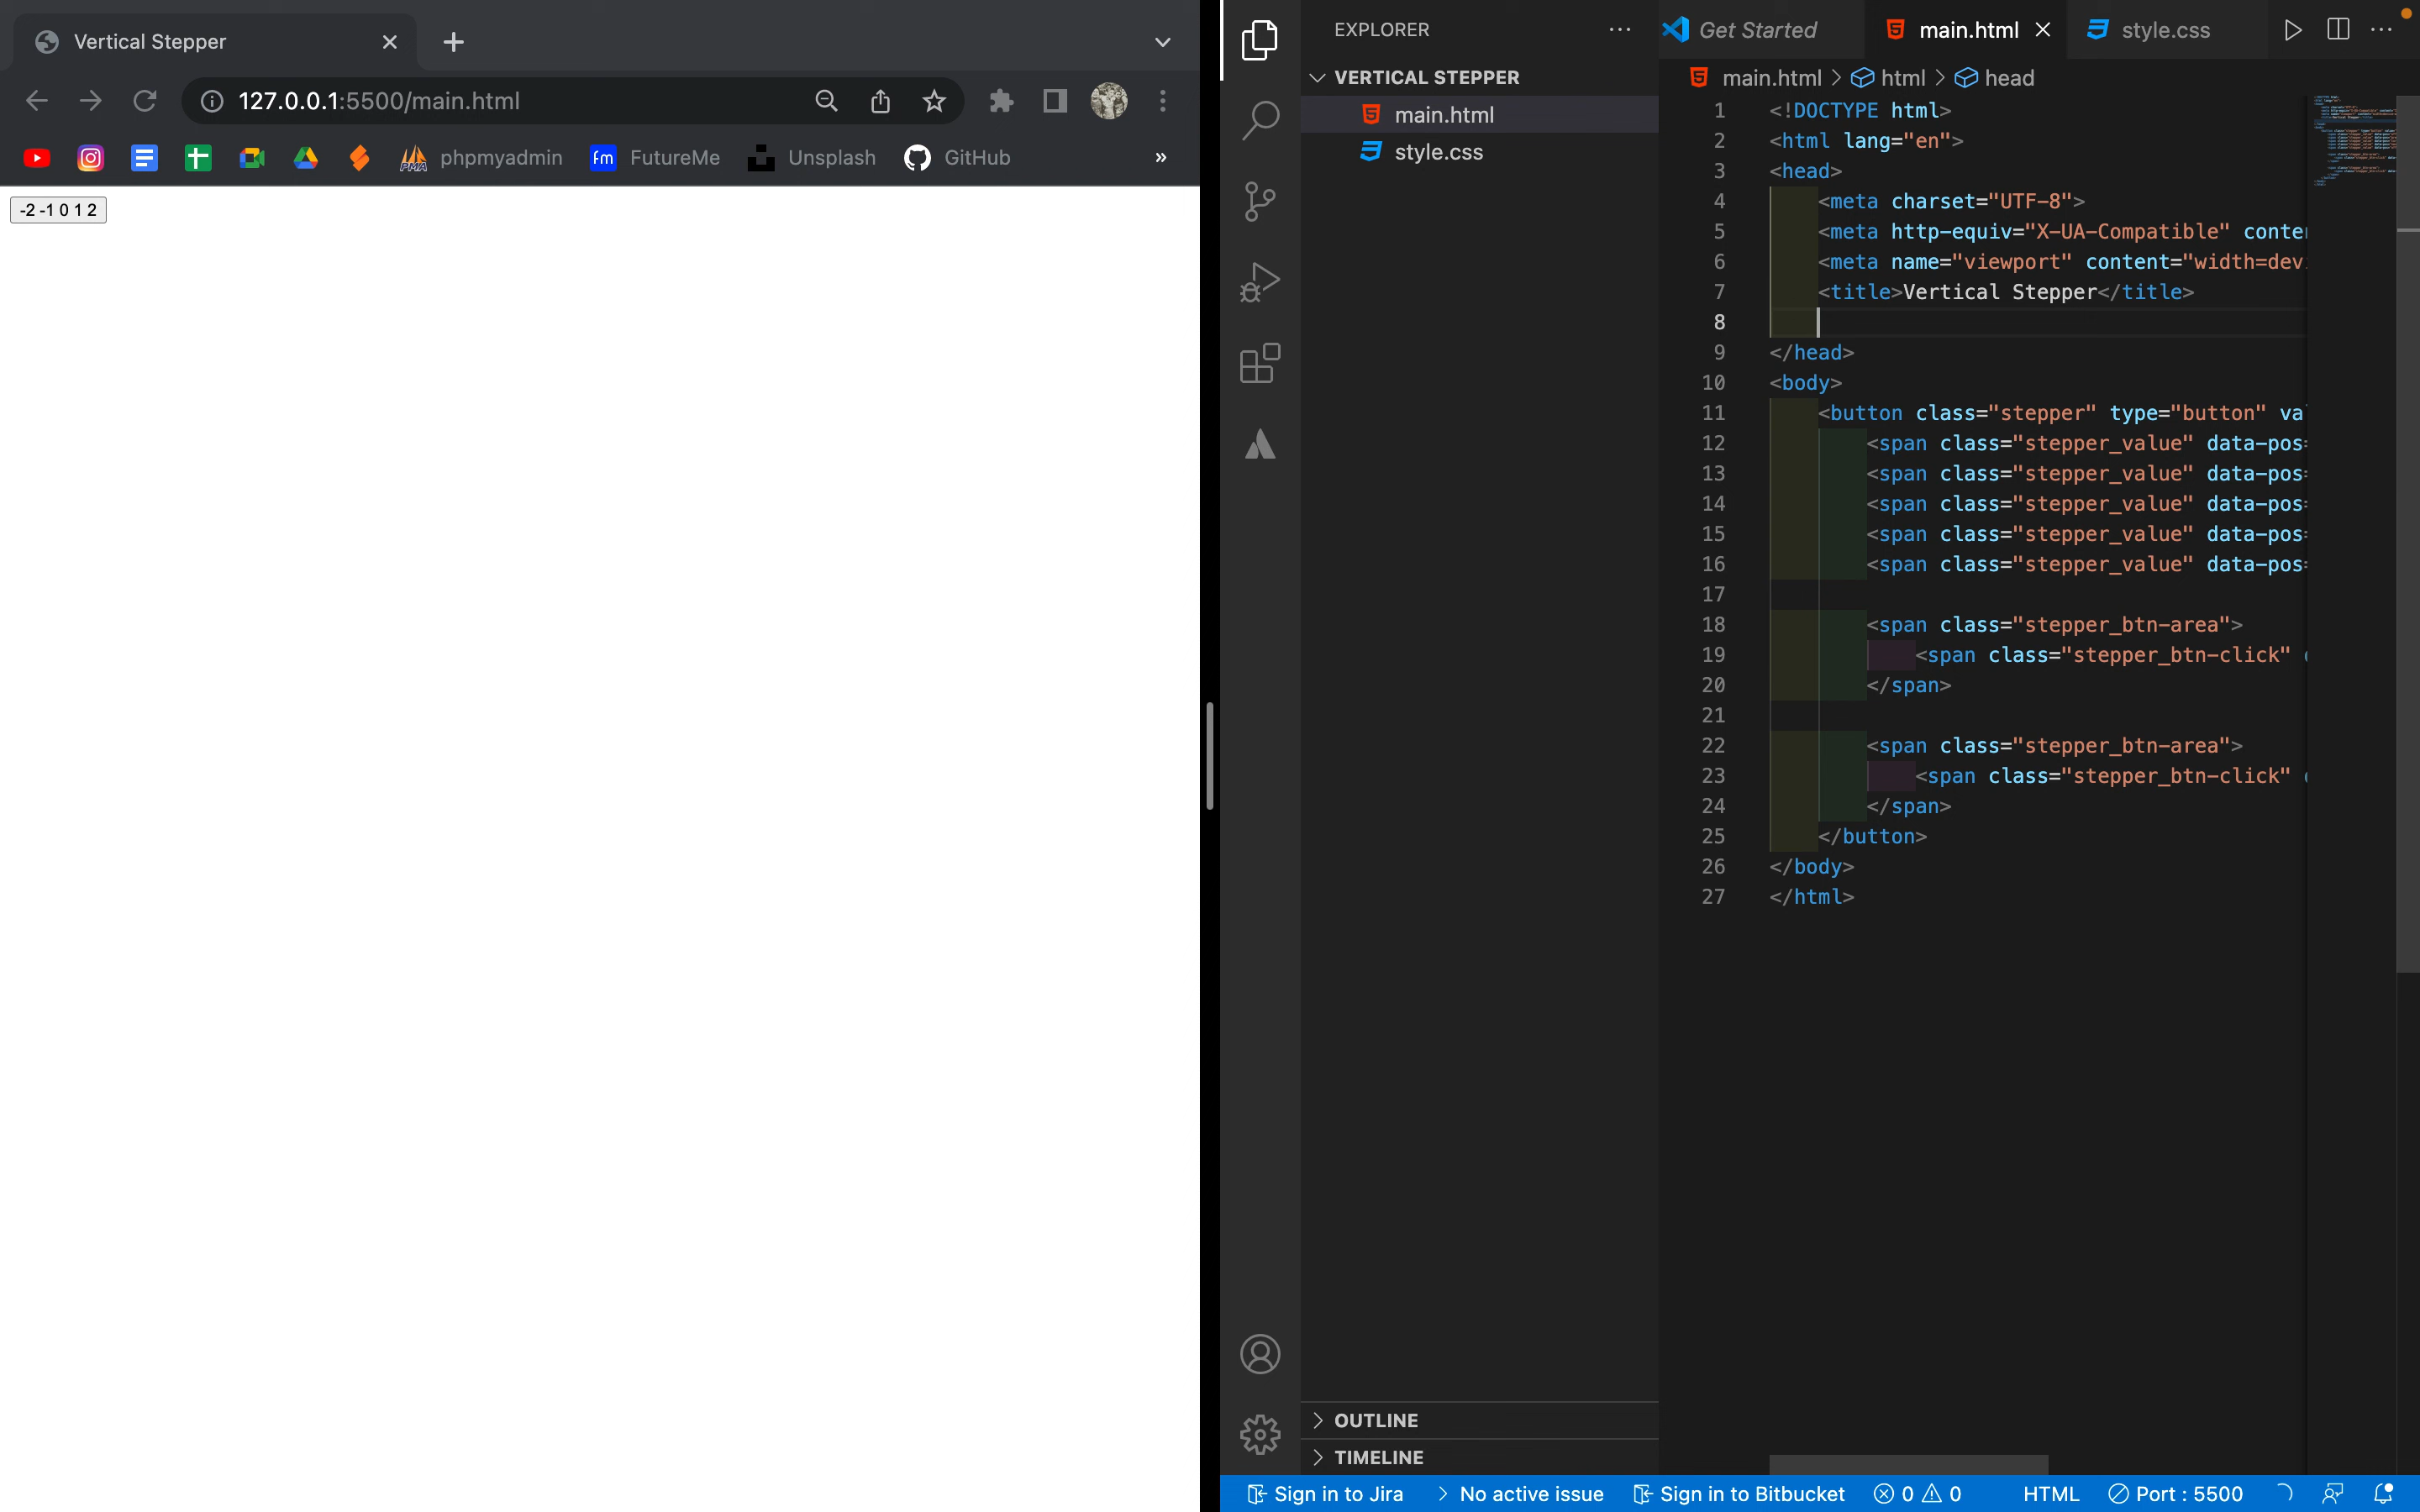 Vertical Stepper
127.0.0.1:5500/main.html
PMA phpmyadmin fm FutureMe Unsplash GitHub »
-2 -1 0 1 2
EXPLORER
VERTICAL STEPPER
main.html
style.css
OUTLINE
TIMELINE
Get Started main.html style.css
main.html > html > head
1 <!DOCTYPE html>
2 <html lang="en">
3 <head>
4 <meta charset="UTF-8">
5 <meta http-equiv="X-UA-Compatible" conte
6 <meta name="viewport" content="width=dev
7 <title>Vertical Stepper</title>
8
9 </head>
10 <body>
11 <button class="stepper" type="button" va
12 <span class="stepper_value" data-pos=
13 <span class="stepper_value" data-pos=
14 <span class="stepper_value" data-pos=
15 <span class="stepper_value" data-pos=
16 <span class="stepper_value" data-pos=
17
18 <span class="stepper_btn-area">
19 <span class="stepper_btn-click"
20 </span>
21
22 <span class="stepper_btn-area">
23 <span class="stepper_btn-click"
24 </span>
25 </button>
26 </body>
27 </html>
Sign in to Jira > No active issue Sign in to Bitbucket 0 0 HTML Port : 5500